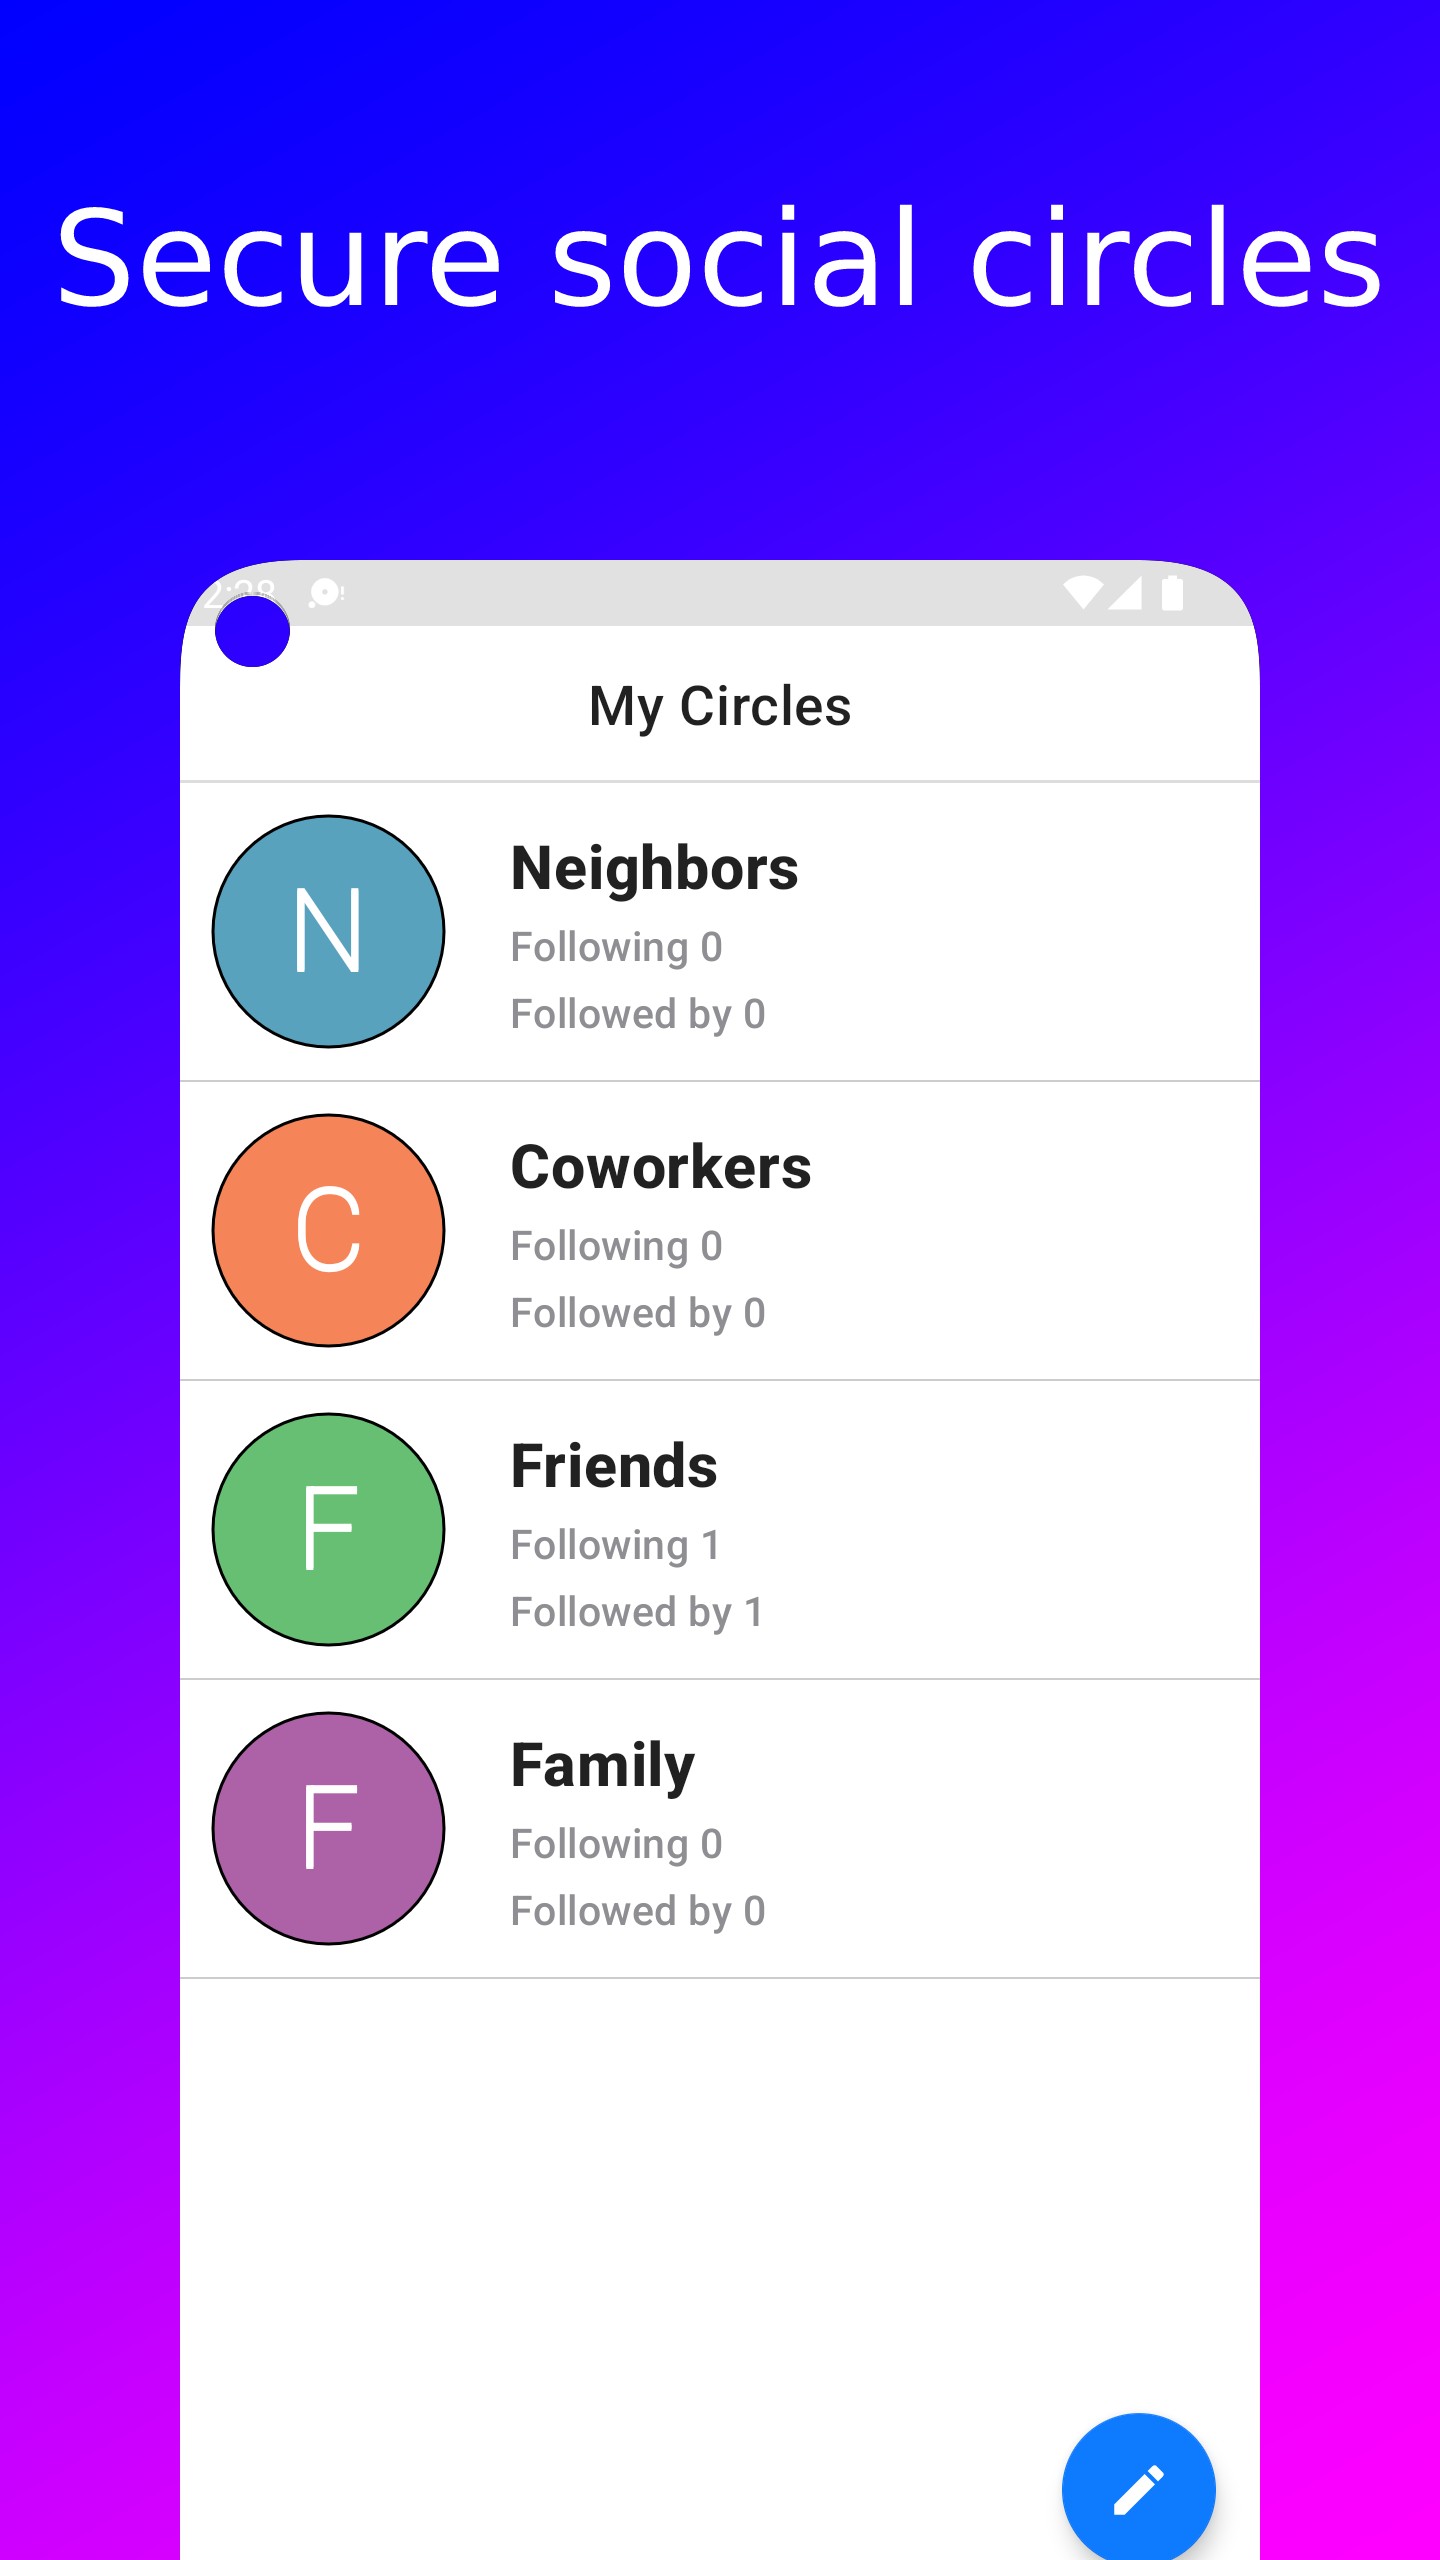 Secure social circles
My Circles
N
Neighbors
Following 0
Followed by 0
C
Coworkers
Following 0
Followed by 0
F
Friends
Following 1
Followed by 1
F
Family
Following 0
Followed by 0